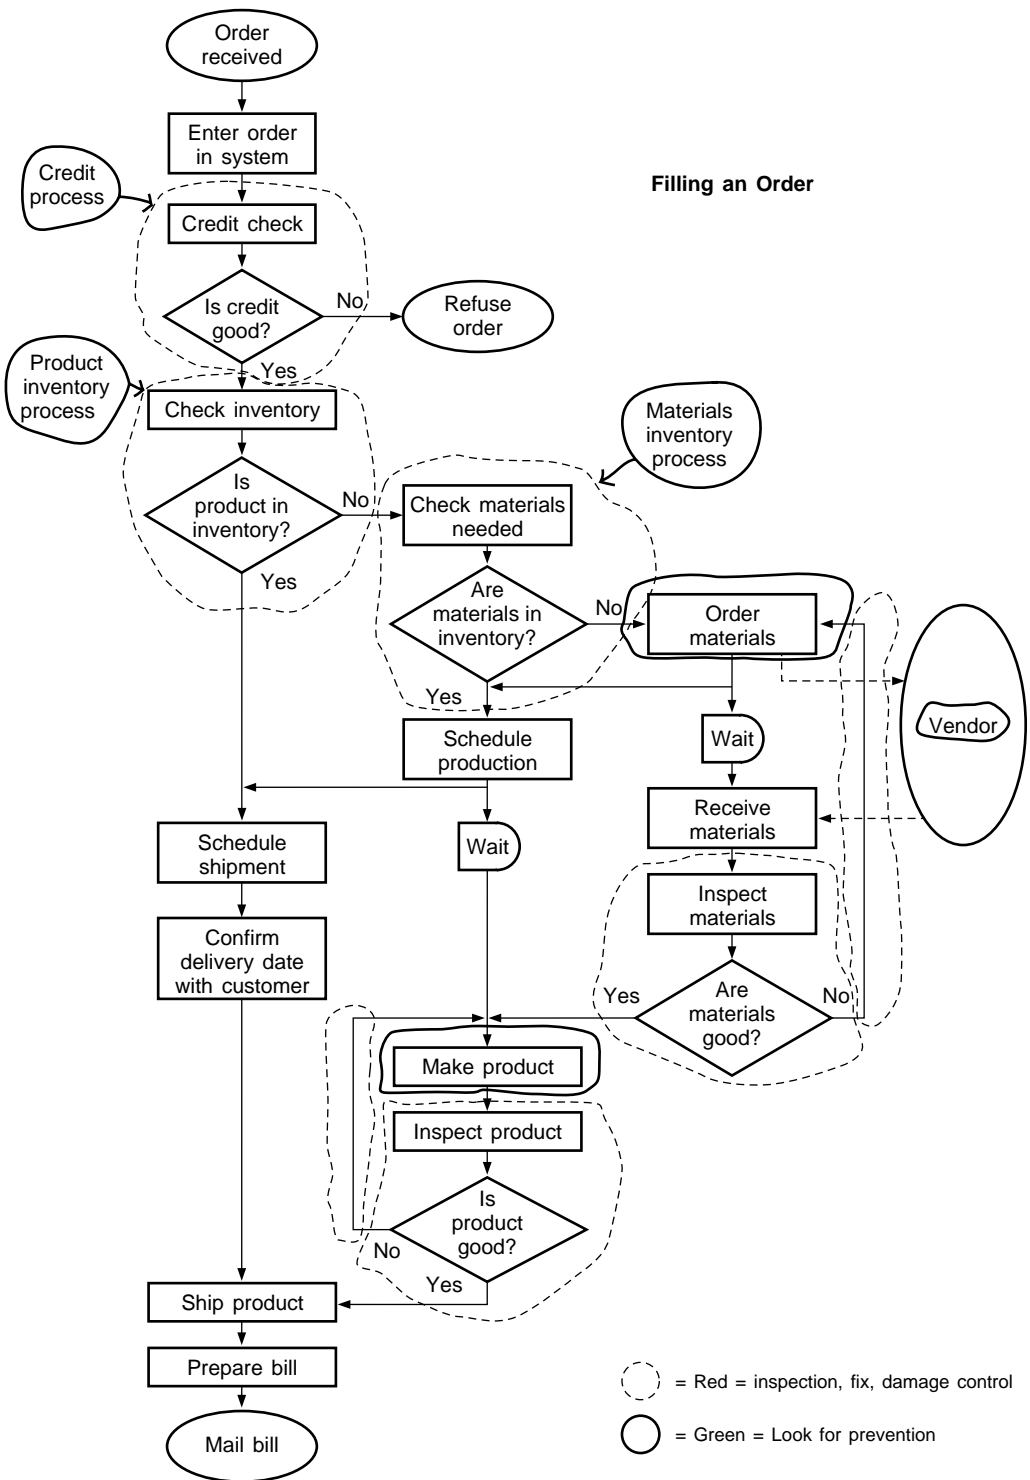 Order
received
Enter order
in system
Credit
process
Filling an Order
Credit check
Is credit
good?
No
Refuse
order
Yes
Product
inventory
process
Check inventory
Materials
inventory
process
Is
product in
inventory?
No
Check materials
needed
Yes
Are
materials in
inventory?
No
Order
materials
Yes
Schedule
production
Wait
Vendor
Receive
materials
Schedule
shipment
Wait
Inspect
materials
Confirm
delivery date
with customer
Yes
Are
materials
good?
No
Make product
Inspect product
Is
product
good?
No
Yes
Ship product
Prepare bill
Mail bill
= Red = inspection, fix, damage control
= Green = Look for prevention